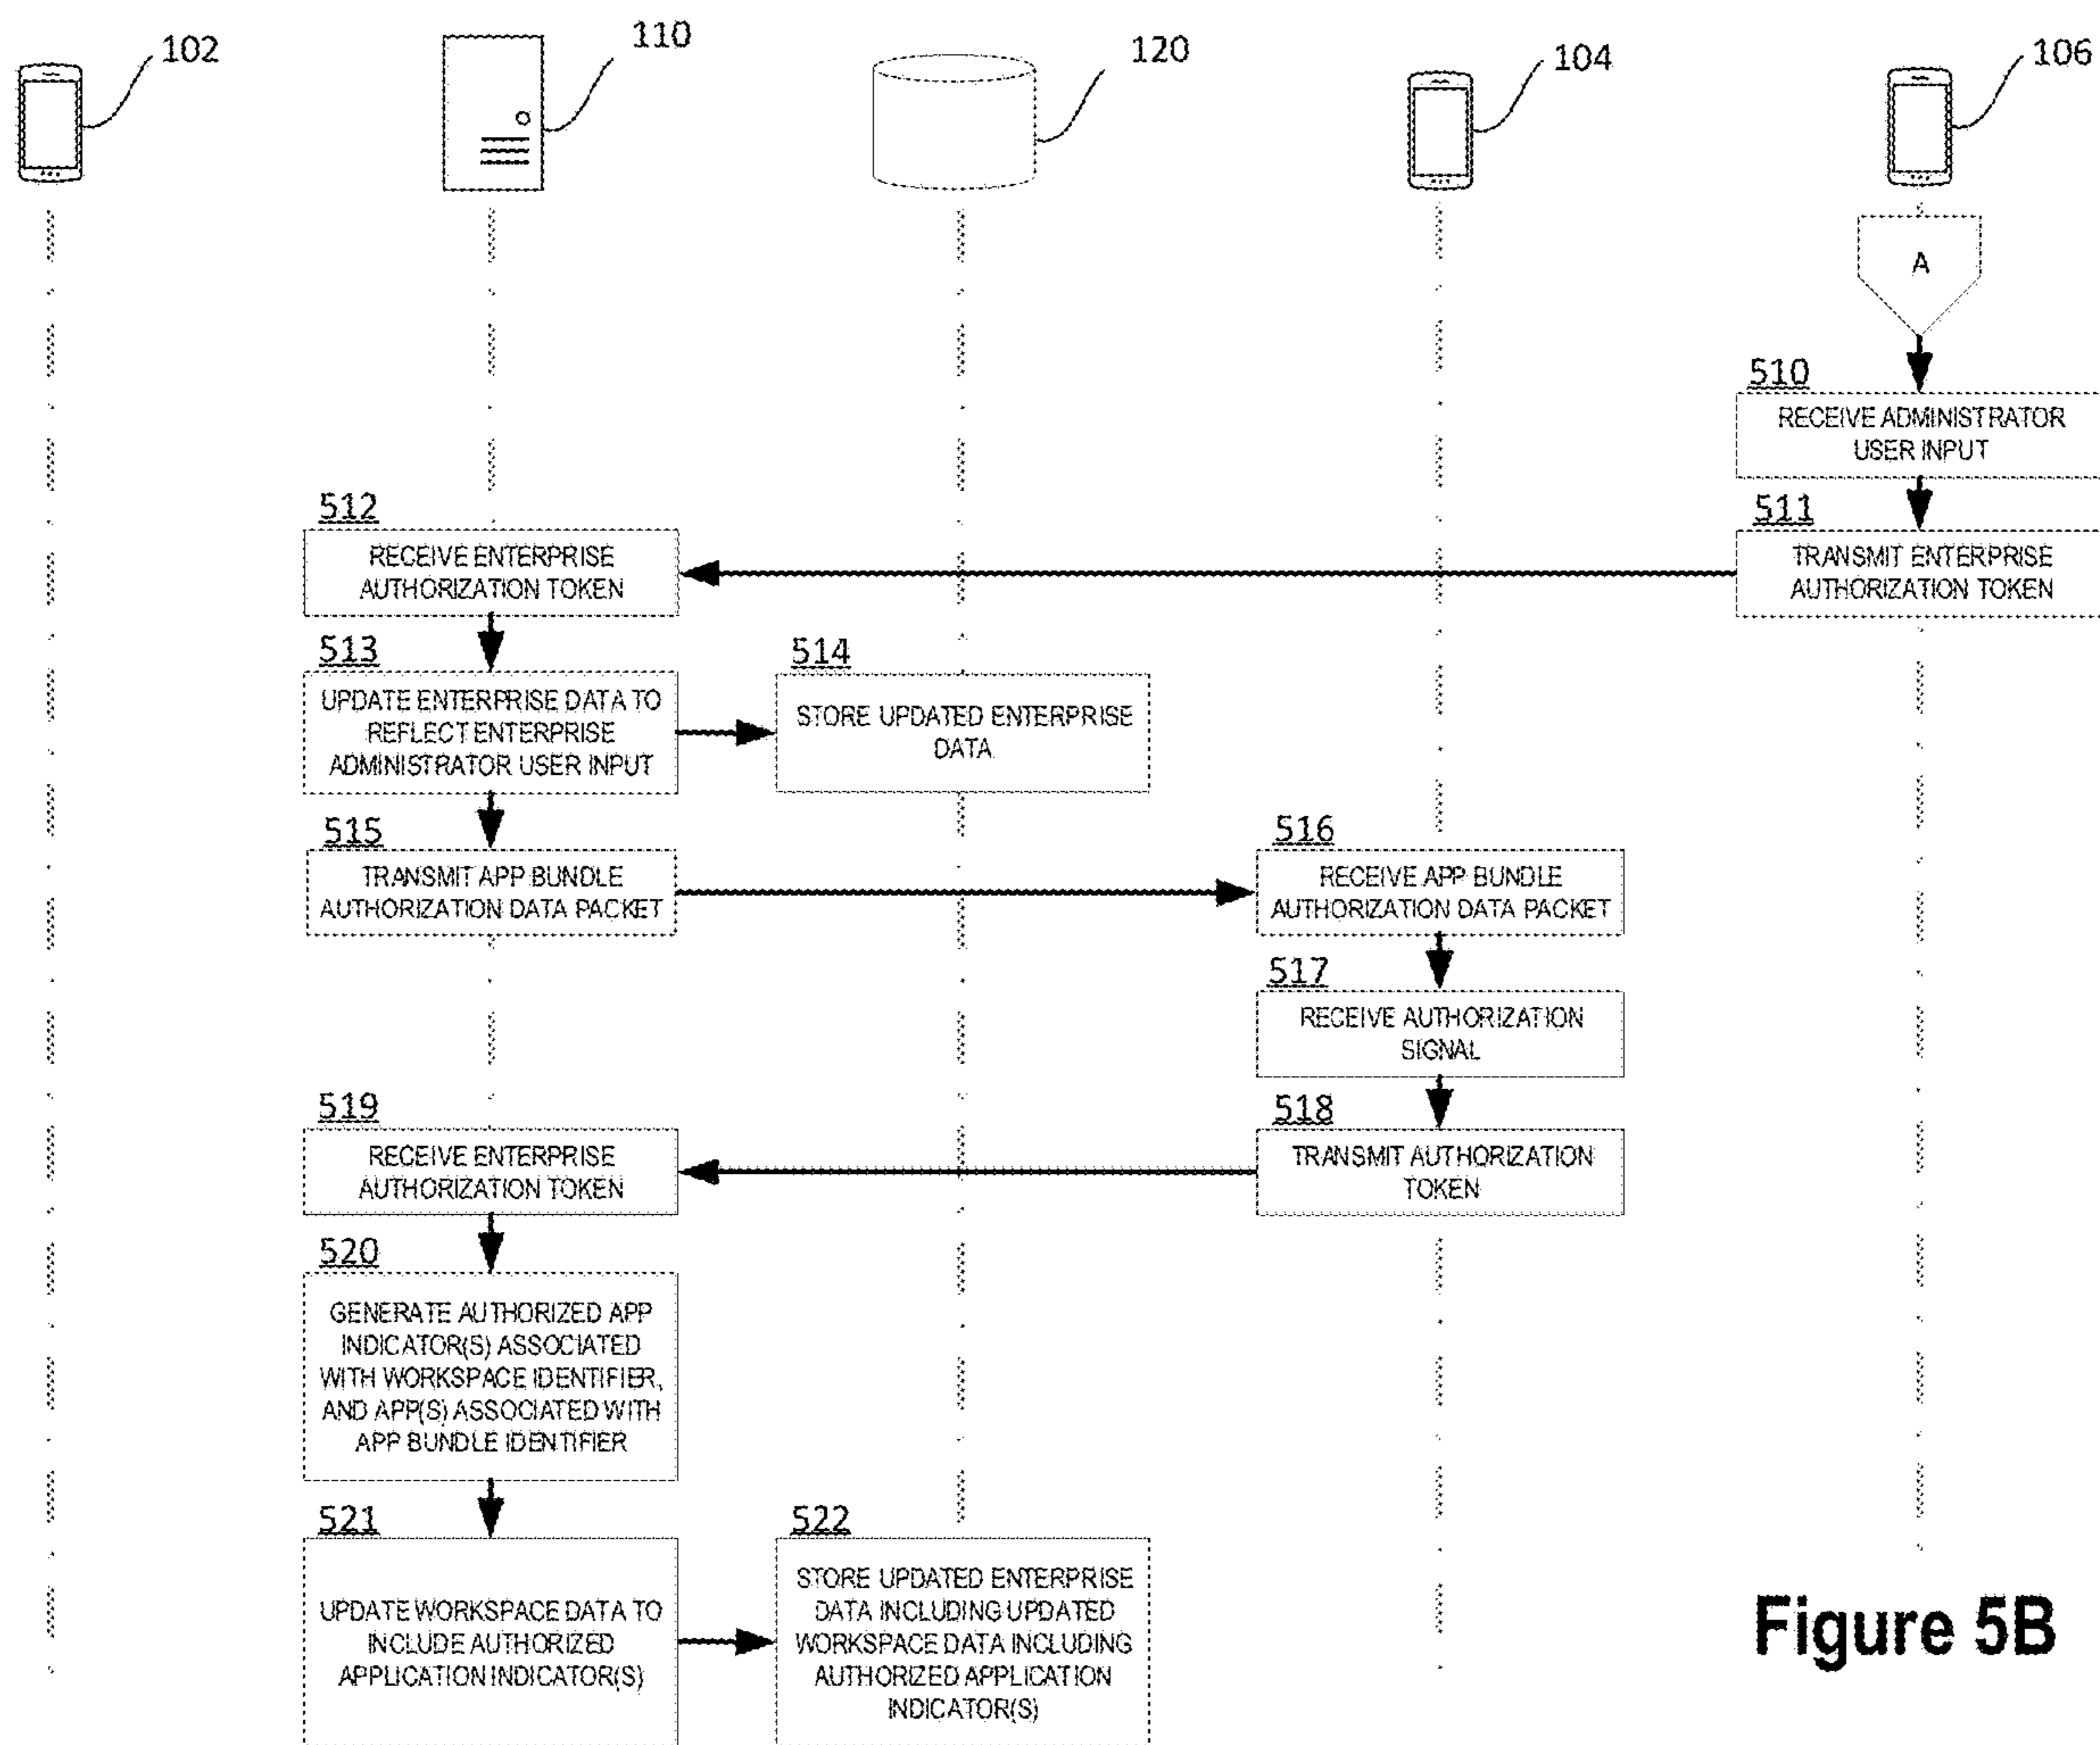 102
110
120
104
106
A
510
RECEIVE ADMINISTRATOR
USER INPUT
511
TRANSMIT ENTERPRISE
AUTHORIZATION TOKEN
512
RECEIVE ENTERPRISE
AUTHORIZATION TOKEN
513
UPDATE ENTERPRISE DATA TO
REFLECT ENTERPRISE
ADMINISTRATOR USER INPUT
514
STORE UPDATED ENTERPRISE
DATA
515
TRANSMIT APP BUNDLE
AUTHORIZATION DATA PACKET
516
RECEIVE APP BUNDLE
AUTHORIZATION DATA PACKET
517
RECEIVE AUTHORIZATION
SIGNAL
518
TRANSMIT AUTHORIZATION
TOKEN
519
RECEIVE ENTERPRISE
AUTHORIZATION TOKEN
520
GENERATE AUTHORIZED APP
INDICATOR(S) ASSOCIATED
WITH WORKSPACE IDENTIFIER,
AND APP(S) ASSOCIATED WITH
APP BUNDLE IDENTIFIER
521
UPDATE WORKSPACE DATA TO
INCLUDE AUTHORIZED
APPLICATION INDICATOR(S)
522
STORE UPDATED ENTERPRISE
DATA INCLUDING UPDATED
WORKSPACE DATA INCLUDING
AUTHORIZED APPLICATION
INDICATOR(S)
Figure 5B